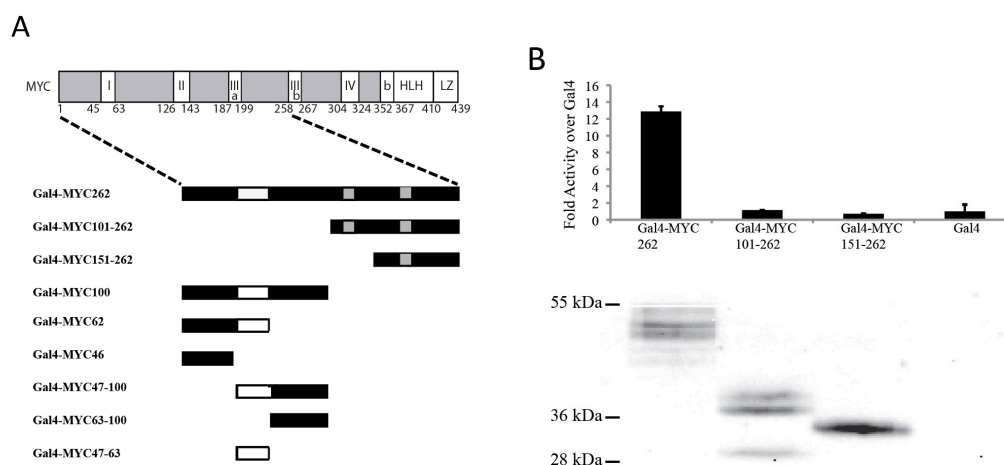 A
MYC
I II III a III b IV b HLH LZ
1 45 63 126 143 187 199 258 267 304 324 352 367 410 439
Gal4-MYC262
Gal4-MYC101-262
Gal4-MYC151-262
Gal4-MYC100
Gal4-MYC62
Gal4-MYC46
Gal4-MYC47-100
Gal4-MYC63-100
Gal4-MYC47-63
B
Fold Activity over Gal4
16
14
12
10
8
6
4
2
0
Gal4-MYC
262
Gal4-MYC
101-262
Gal4-MYC
151-262
Gal4
55 kDa
36 kDa
28 kDa